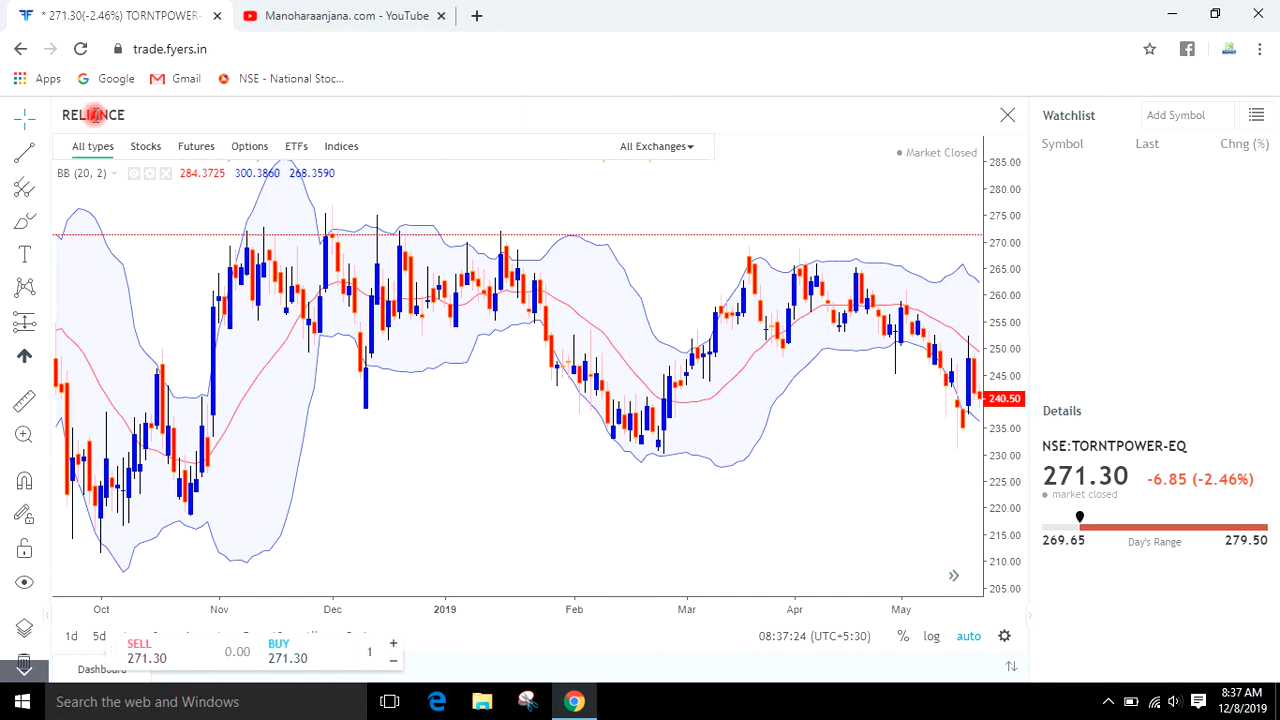 * 271.30(-2.46%) TORNTPOWER-
Manoharaanjana. com - YouTube
trade.fyers.in
Apps
Google
Gmail
NSE - National Stoc...
RELIANCE
All types
Stocks
Futures
Options
ETFs
Indices
All Exchanges
Market Closed
BB (20, 2)
284.3725
300.3860
268.3590
285.00
280.00
275.00
270.00
265.00
260.00
255.00
250.00
245.00
240.50
235.00
230.00
225.00
220.00
215.00
210.00
205.00
Oct
Nov
Dec
2019
Feb
Mar
Apr
May
1d
5d
08:37:24 (UTC+5:30)
%
log
auto
SELL
271.30
0.00
BUY
271.30
1
+
−
Dashboard
Watchlist
Add Symbol
Symbol
Last
Chng (%)
Details
NSE:TORNTPOWER-EQ
271.30
-6.85 (-2.46%)
market closed
269.65
Day's Range
279.50
Search the web and Windows
8:37 AM
12/8/2019